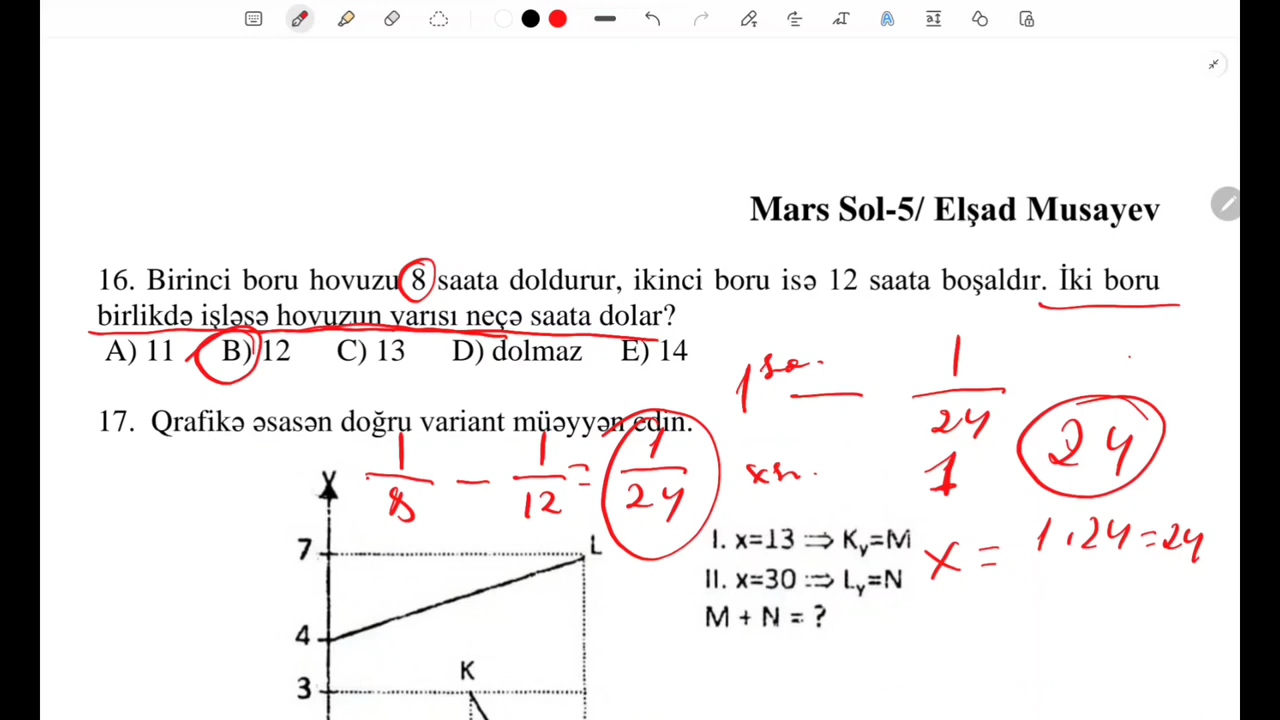 Mars Sol-5/ Elşad Musayev
16. Birinci boru hovuzu 8 saata doldurur, ikinci boru isə 12 saata boşaldır. İki boru
birlikdə işləsə hovuzun yarısı neçə saata dolar?
A) 11 B) 12 C) 13 D) dolmaz E) 14
1 sa. 1/24
17. Qrafikə əsasən doğru variant müəyyən edin.
1/8 - 1/12 = 1/24
24
1
y
7
L
I. x=13 ⇒ Ky=M
x = 1.24=24
II. x=30 ⇒ Ly=N
M + N = ?
4
K
3